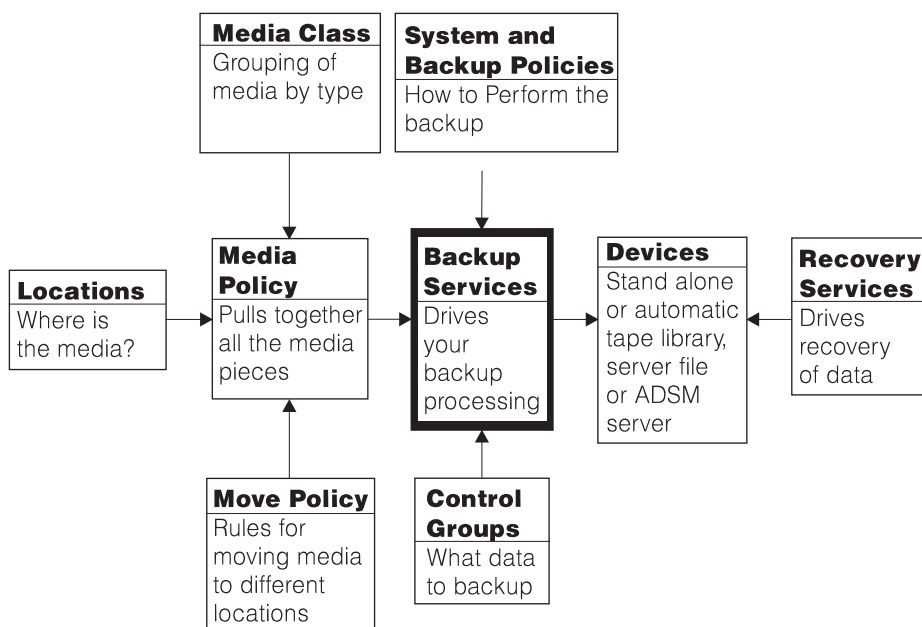 Media Class
Grouping of
media by type
System and
Backup Policies
How to Perform the
backup
Locations
Where is
the media?
Media
Policy
Pulls together
all the media
pieces
Backup
Services
Drives
your
backup
processing
Devices
Stand alone
or automatic
tape library,
server file
or ADSM
server
Recovery
Services
Drives
recovery
of data
Move Policy
Rules for
moving media
to different
locations
Control
Groups
What data
to backup